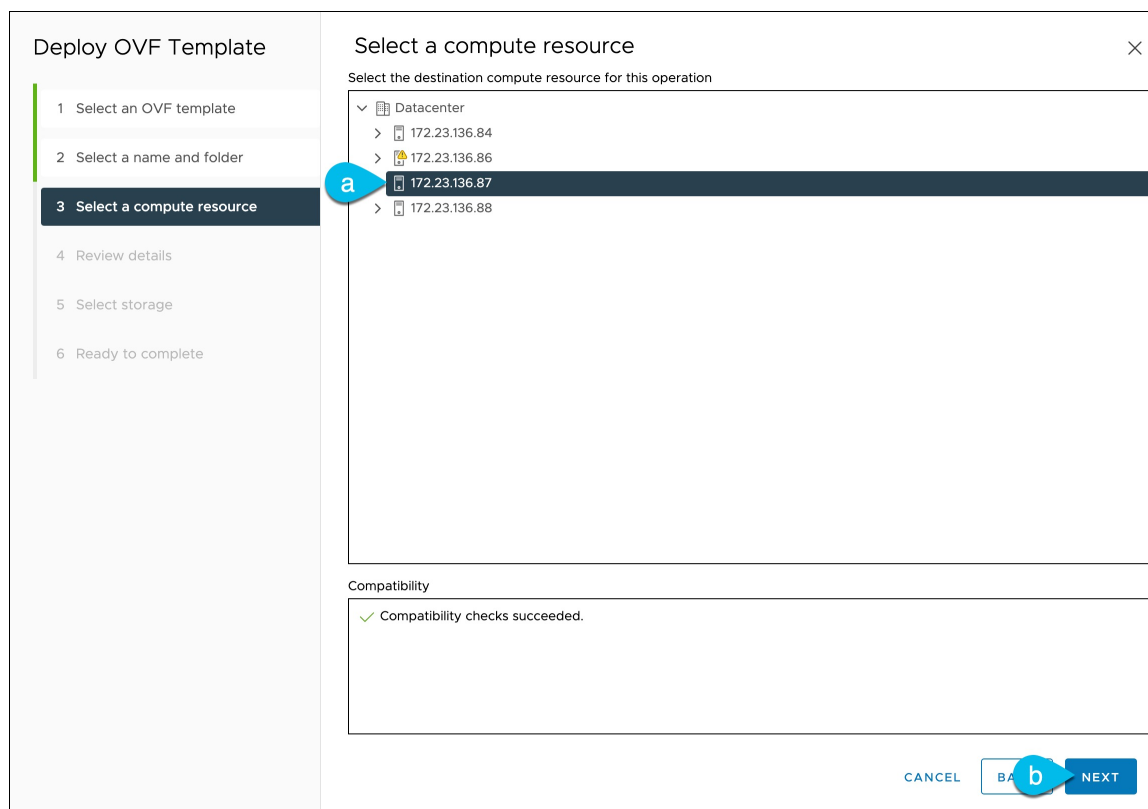 Deploy OVF Template
1 Select an OVF template
2 Select a name and folder
3 Select a compute resource
4 Review details
5 Select storage
6 Ready to complete
Select a compute resource
Select the destination compute resource for this operation
Datacenter
172.23.136.84
172.23.136.86
a
172.23.136.87
172.23.136.88
Compatibility
Compatibility checks succeeded.
CANCEL
b
NEXT